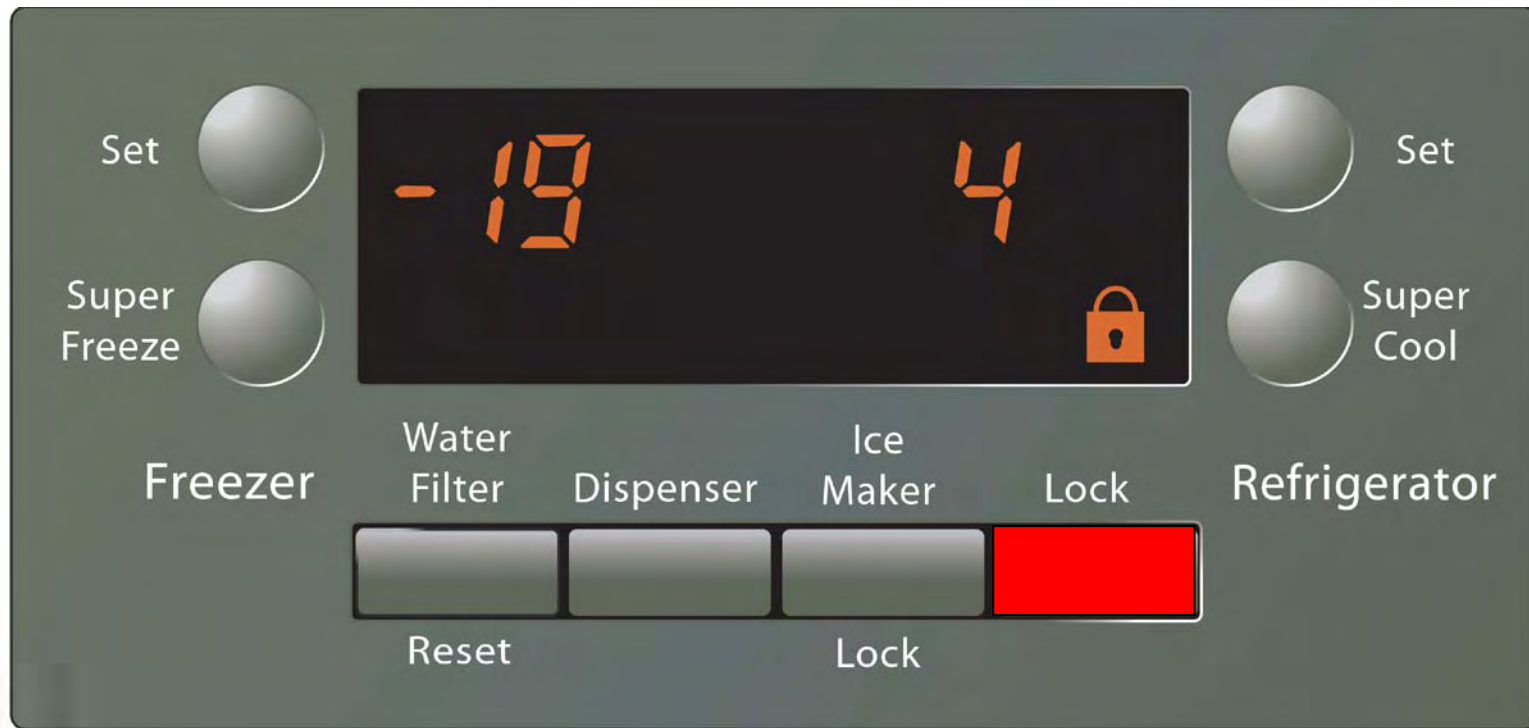 Set
-19
4
Set
Super
Freeze
Super
Cool
Freezer
Water
Filter
Dispenser
Ice
Maker
Lock
Refrigerator
Reset
Lock